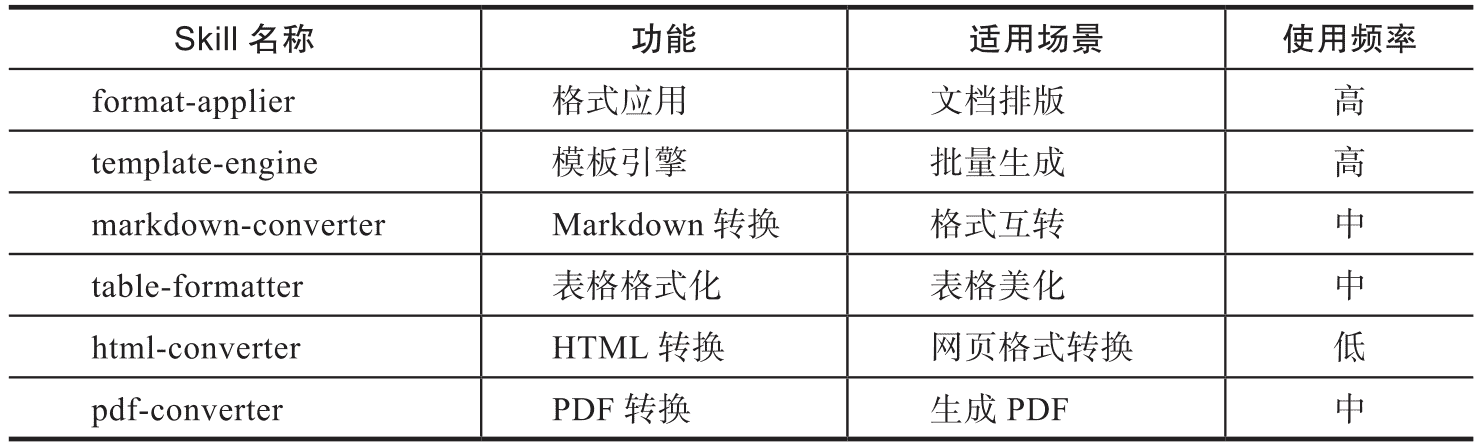 Skill 名称 功能 适用场景 使用频率
format-applier 格式应用 文档排版 高
template-engine 模板引擎 批量生成 高
markdown-converter Markdown 转换 格式互转 中
table-formatter 表格格式化 表格美化 中
html-converter HTML 转换 网页格式转换 低
pdf-converter PDF 转换 生成 PDF 中